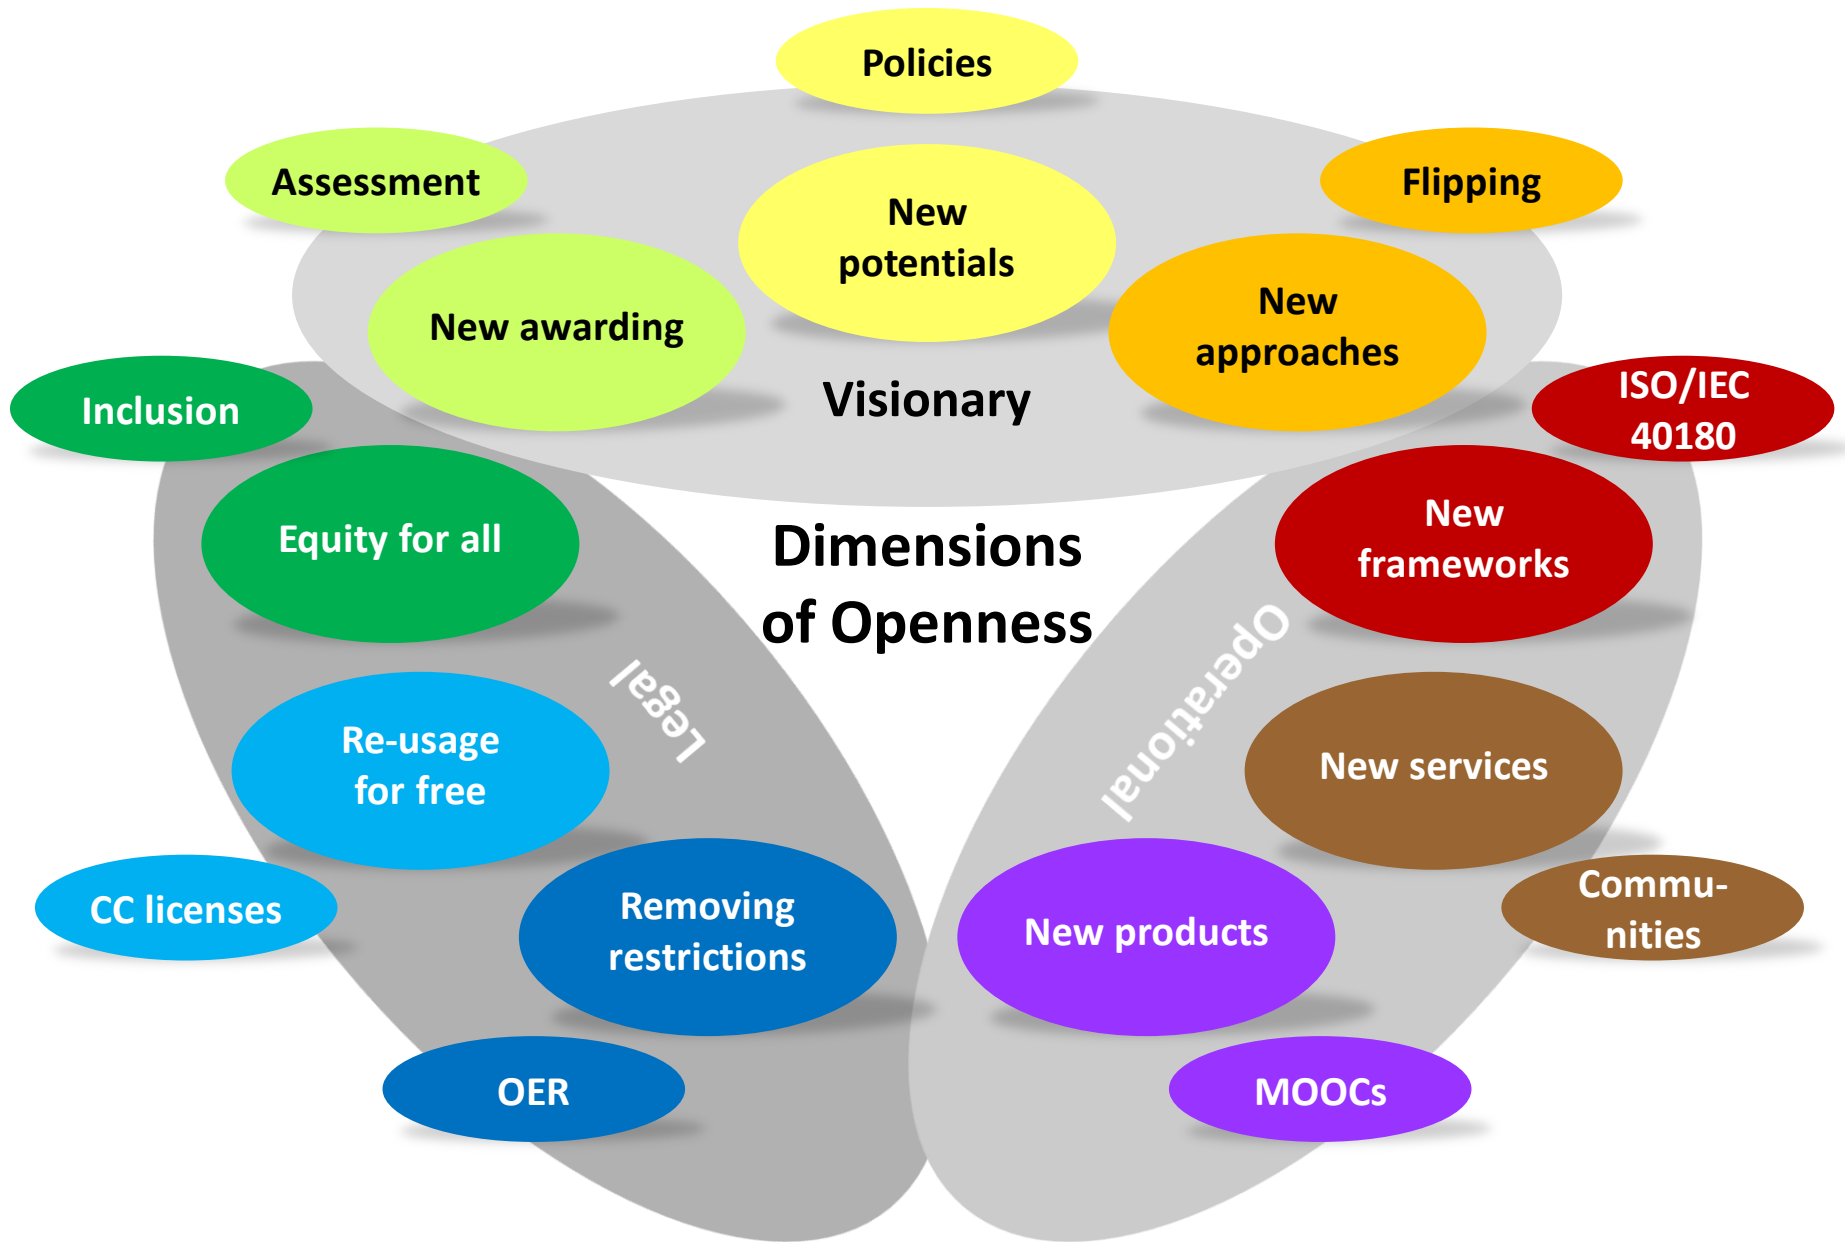 Policies
Assessment
Flipping
New
potentials
New awarding
New
approaches
Visionary
Inclusion
ISO/IEC
40180
Equity for all
Dimensions
of Openness
New
frameworks
Legal
Operational
Re-usage
for free
New services
CC licenses
Removing
restrictions
New products
Commu-
nities
OER
MOOCs